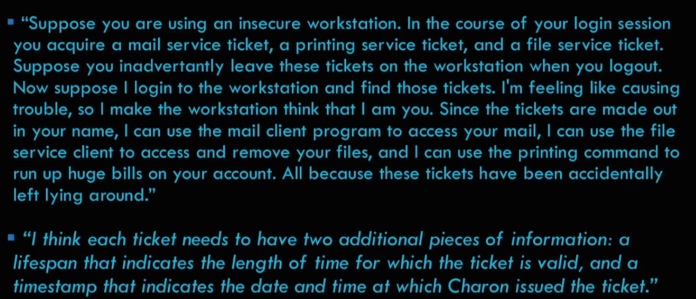 ▪ “Suppose you are using an insecure workstation. In the course of your login session
you acquire a mail service ticket, a printing service ticket, and a file service ticket.
Suppose you inadvertantly leave these tickets on the workstation when you logout.
Now suppose I login to the workstation and find those tickets. I'm feeling like causing
trouble, so I make the workstation think that I am you. Since the tickets are made out
in your name, I can use the mail client program to access your mail, I can use the file
service client to access and remove your files, and I can use the printing command to
run up huge bills on your account. All because these tickets have been accidentally
left lying around.”
▪ “I think each ticket needs to have two additional pieces of information: a
lifespan that indicates the length of time for which the ticket is valid, and a
timestamp that indicates the date and time at which Charon issued the ticket.”